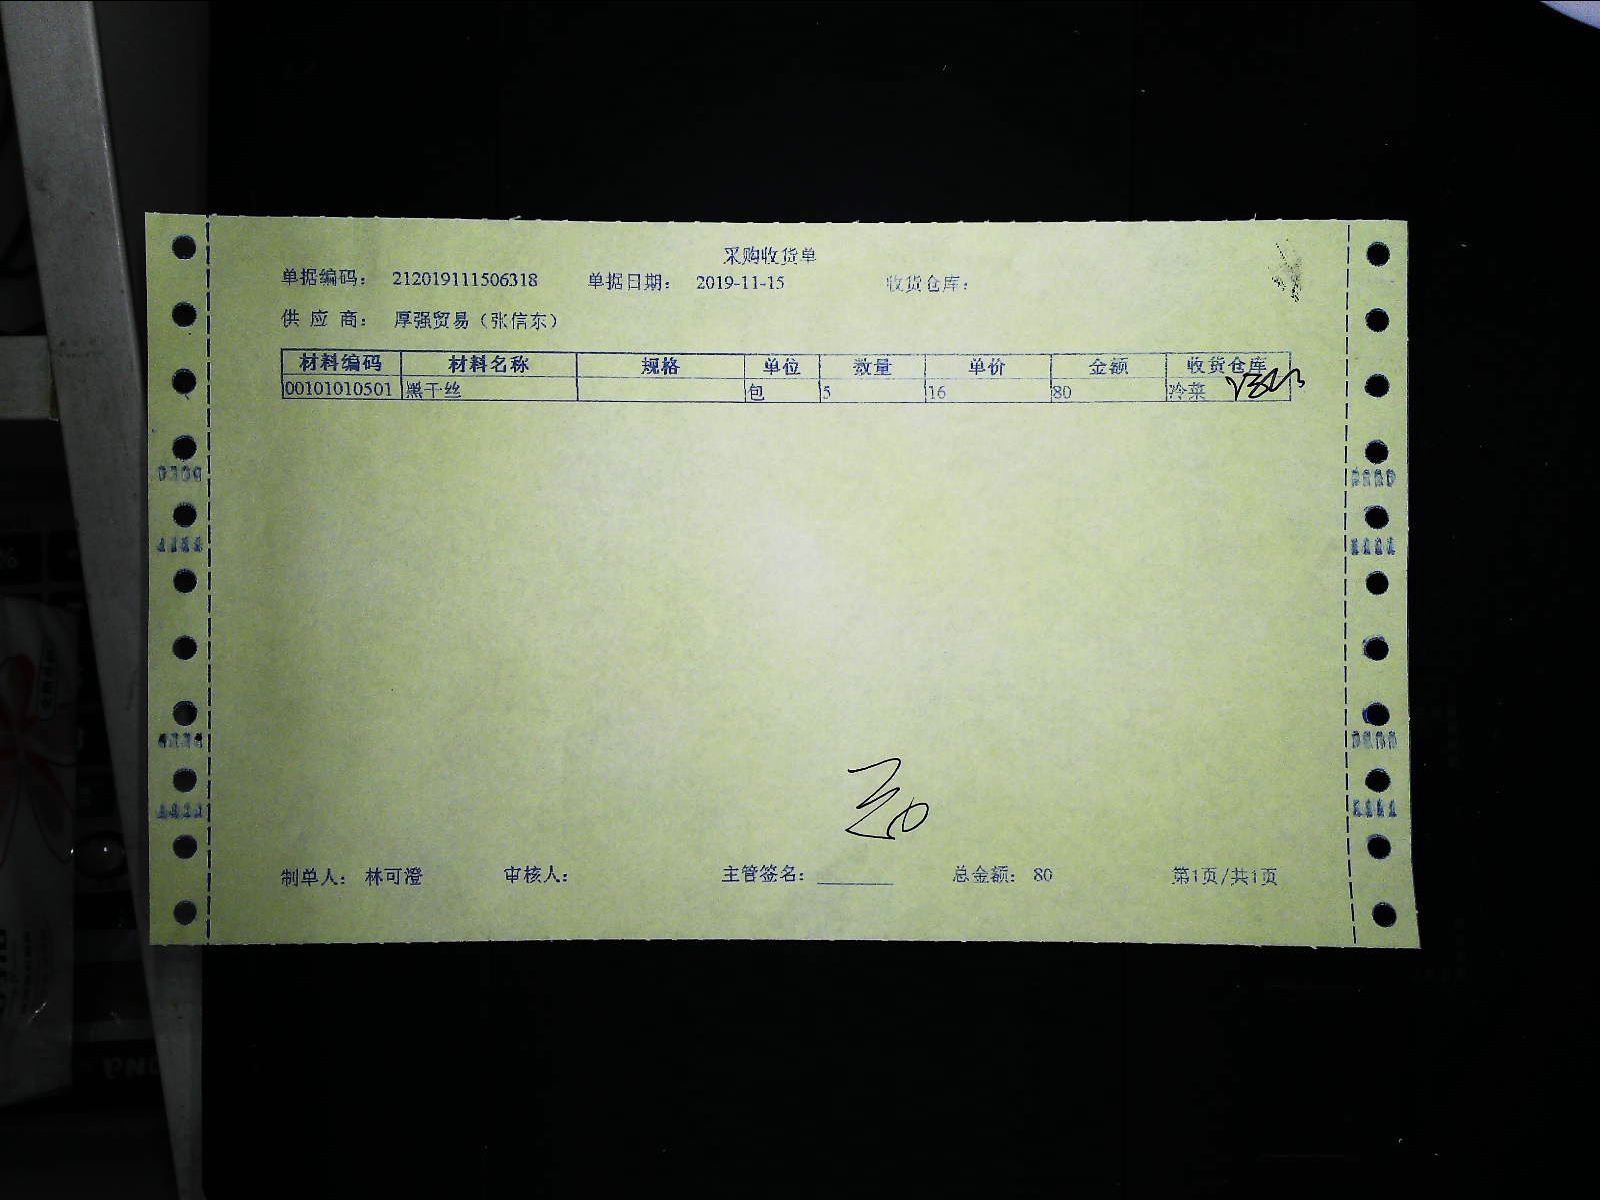 采购收货单
单据编码： 212019111506318 单据日期： 2019-11-15 收货仓库：
供 应 商： 厚强贸易（张信东）
材料编码 材料名称 规格 单位 数量 单价 金额 收货仓库
00101010501 黑干丝 包 5 16 80 冷菜
制单人： 林可澄 审核人： 主管签名：________ 总金额： 80 第1页/共1页